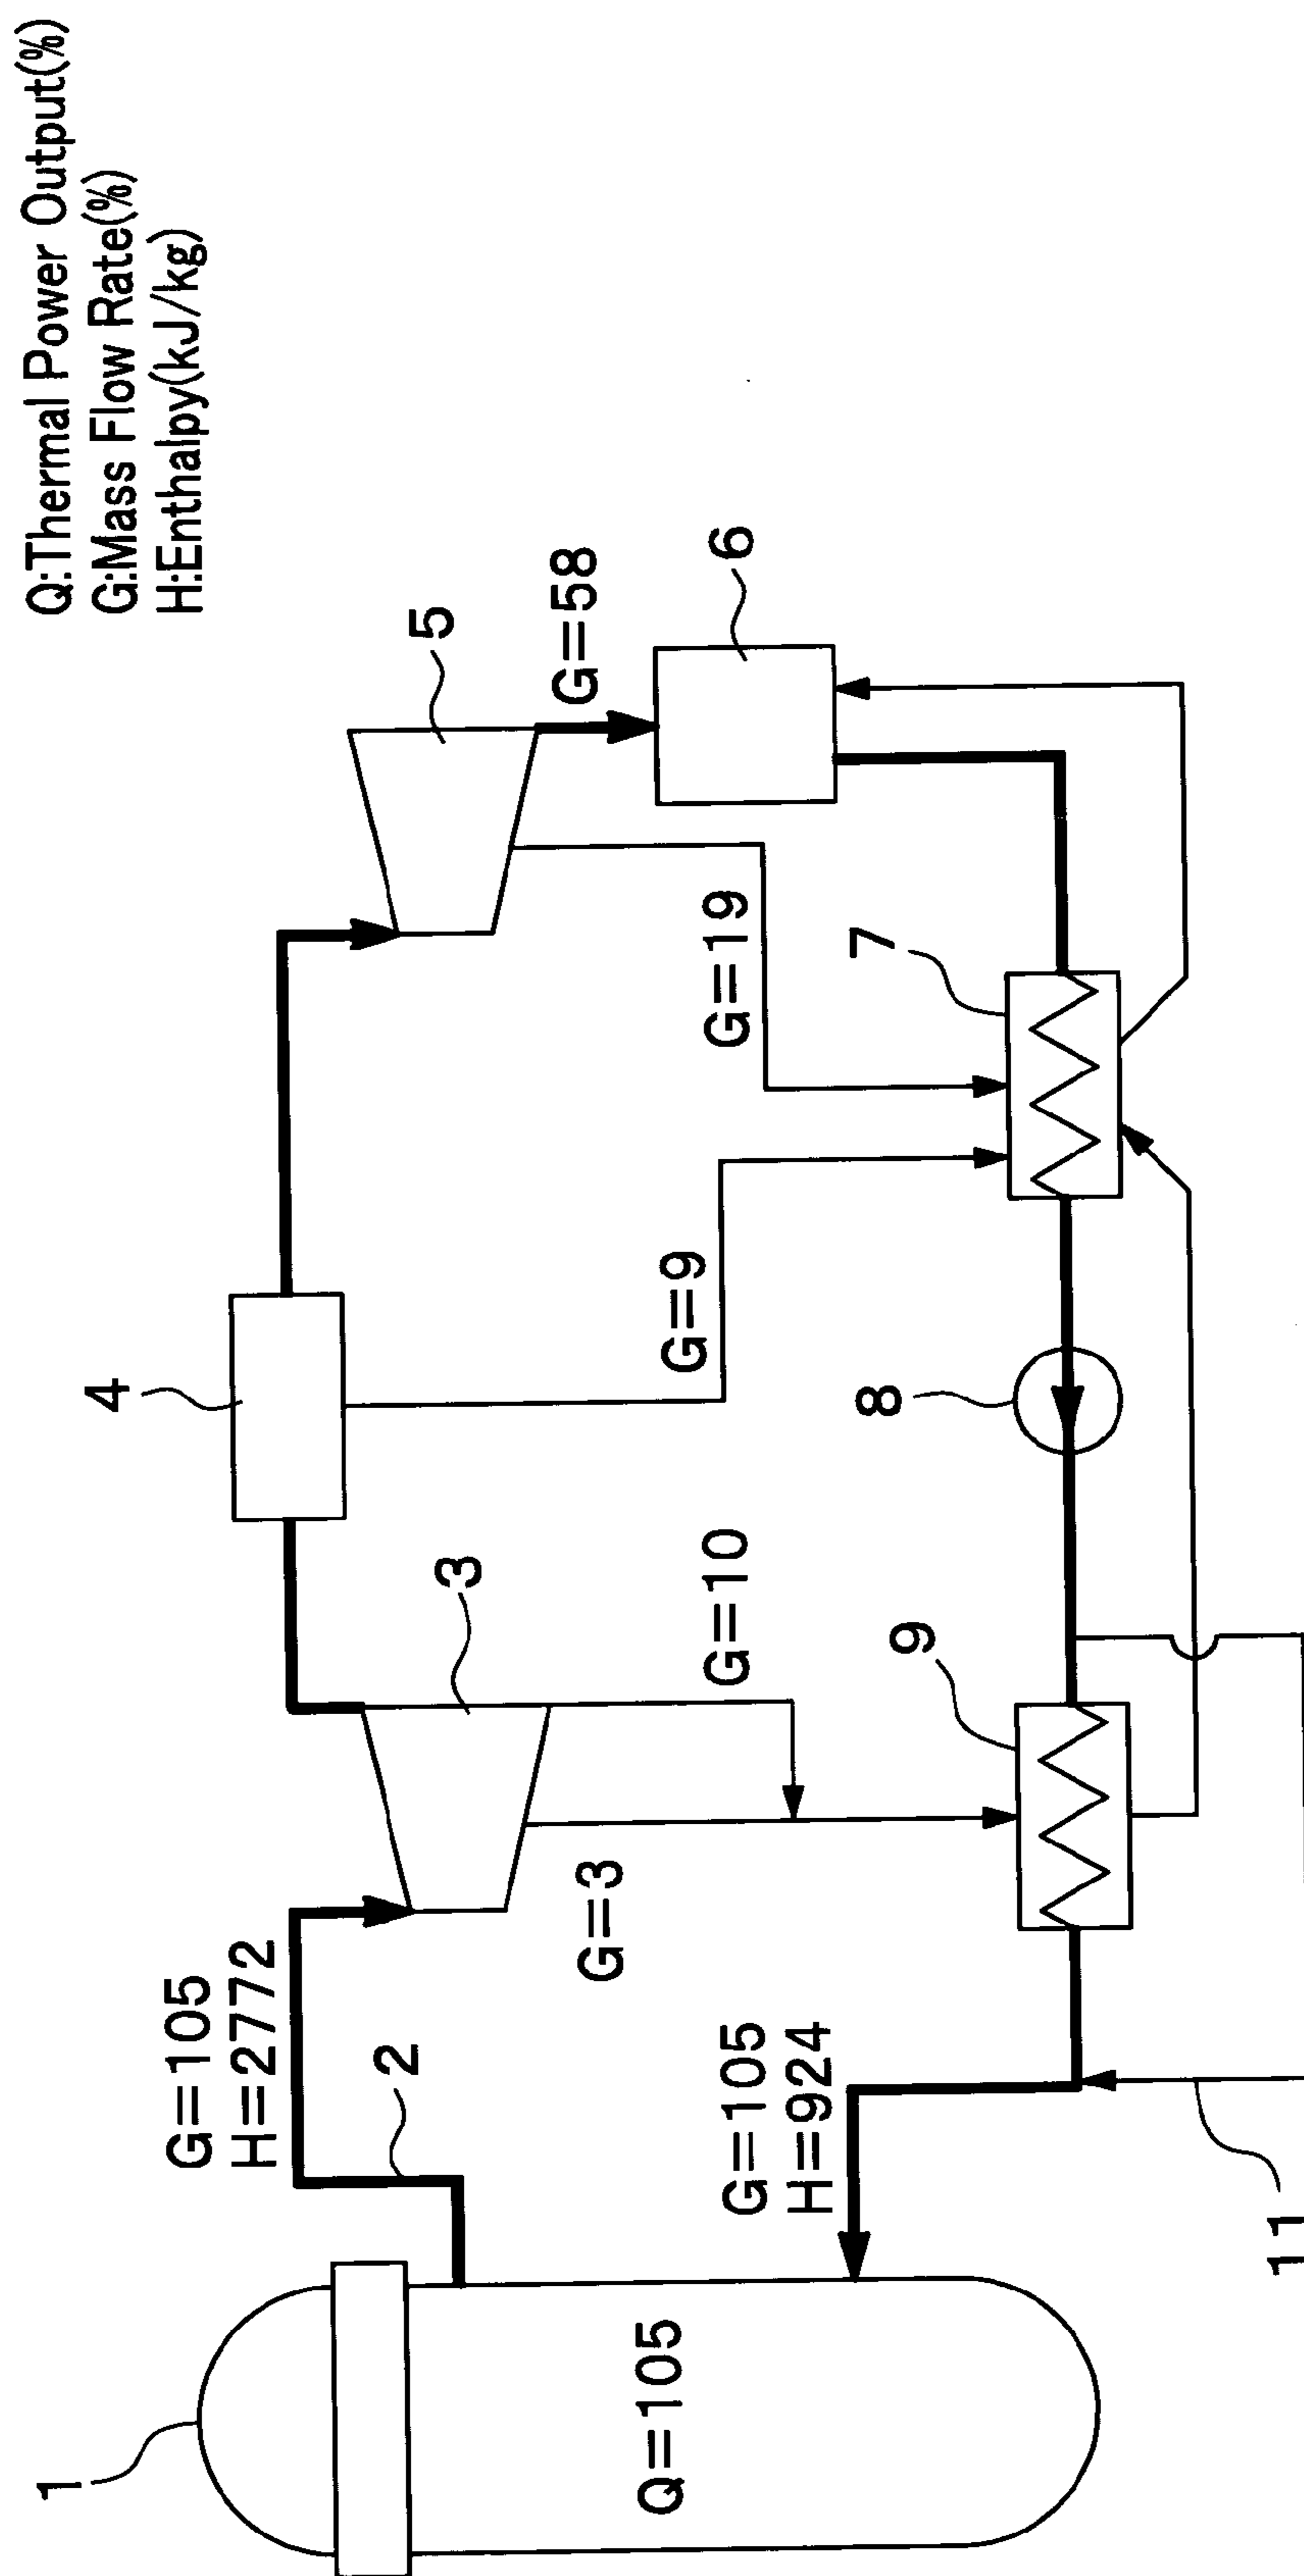 Q:Thermal Power Output(%)
G:Mass Flow Rate(%)
H:Enthalpy(kJ/kg)
1
Q=105
2
G=105
H=2772
3
G=3
G=10
4
G=9
5
G=19
G=58
6
7
8
9
G=105
H=924
11